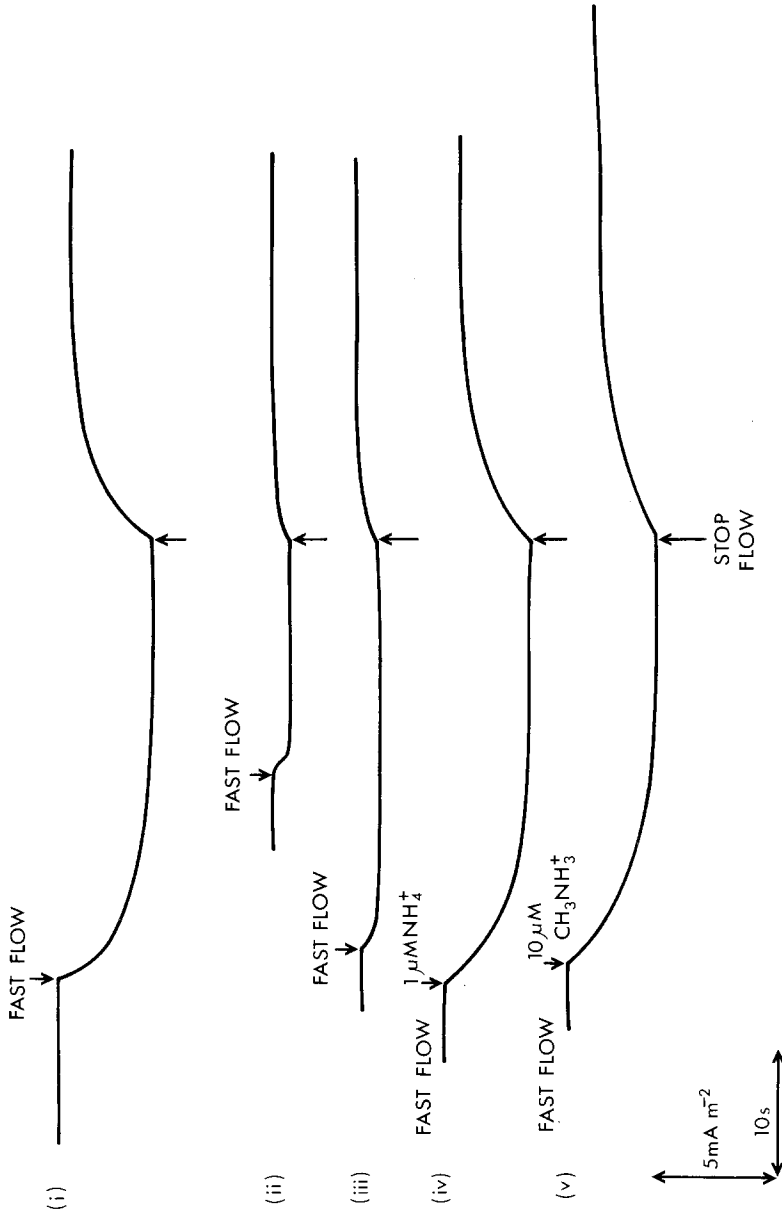 (i)
FAST FLOW
(ii)
FAST FLOW
(iii)
FAST FLOW
(iv)
FAST FLOW
1 μM NH₄⁺
(v)
FAST FLOW
10 μM
CH₃NH₃⁺
STOP
FLOW
5mA m⁻²
10s